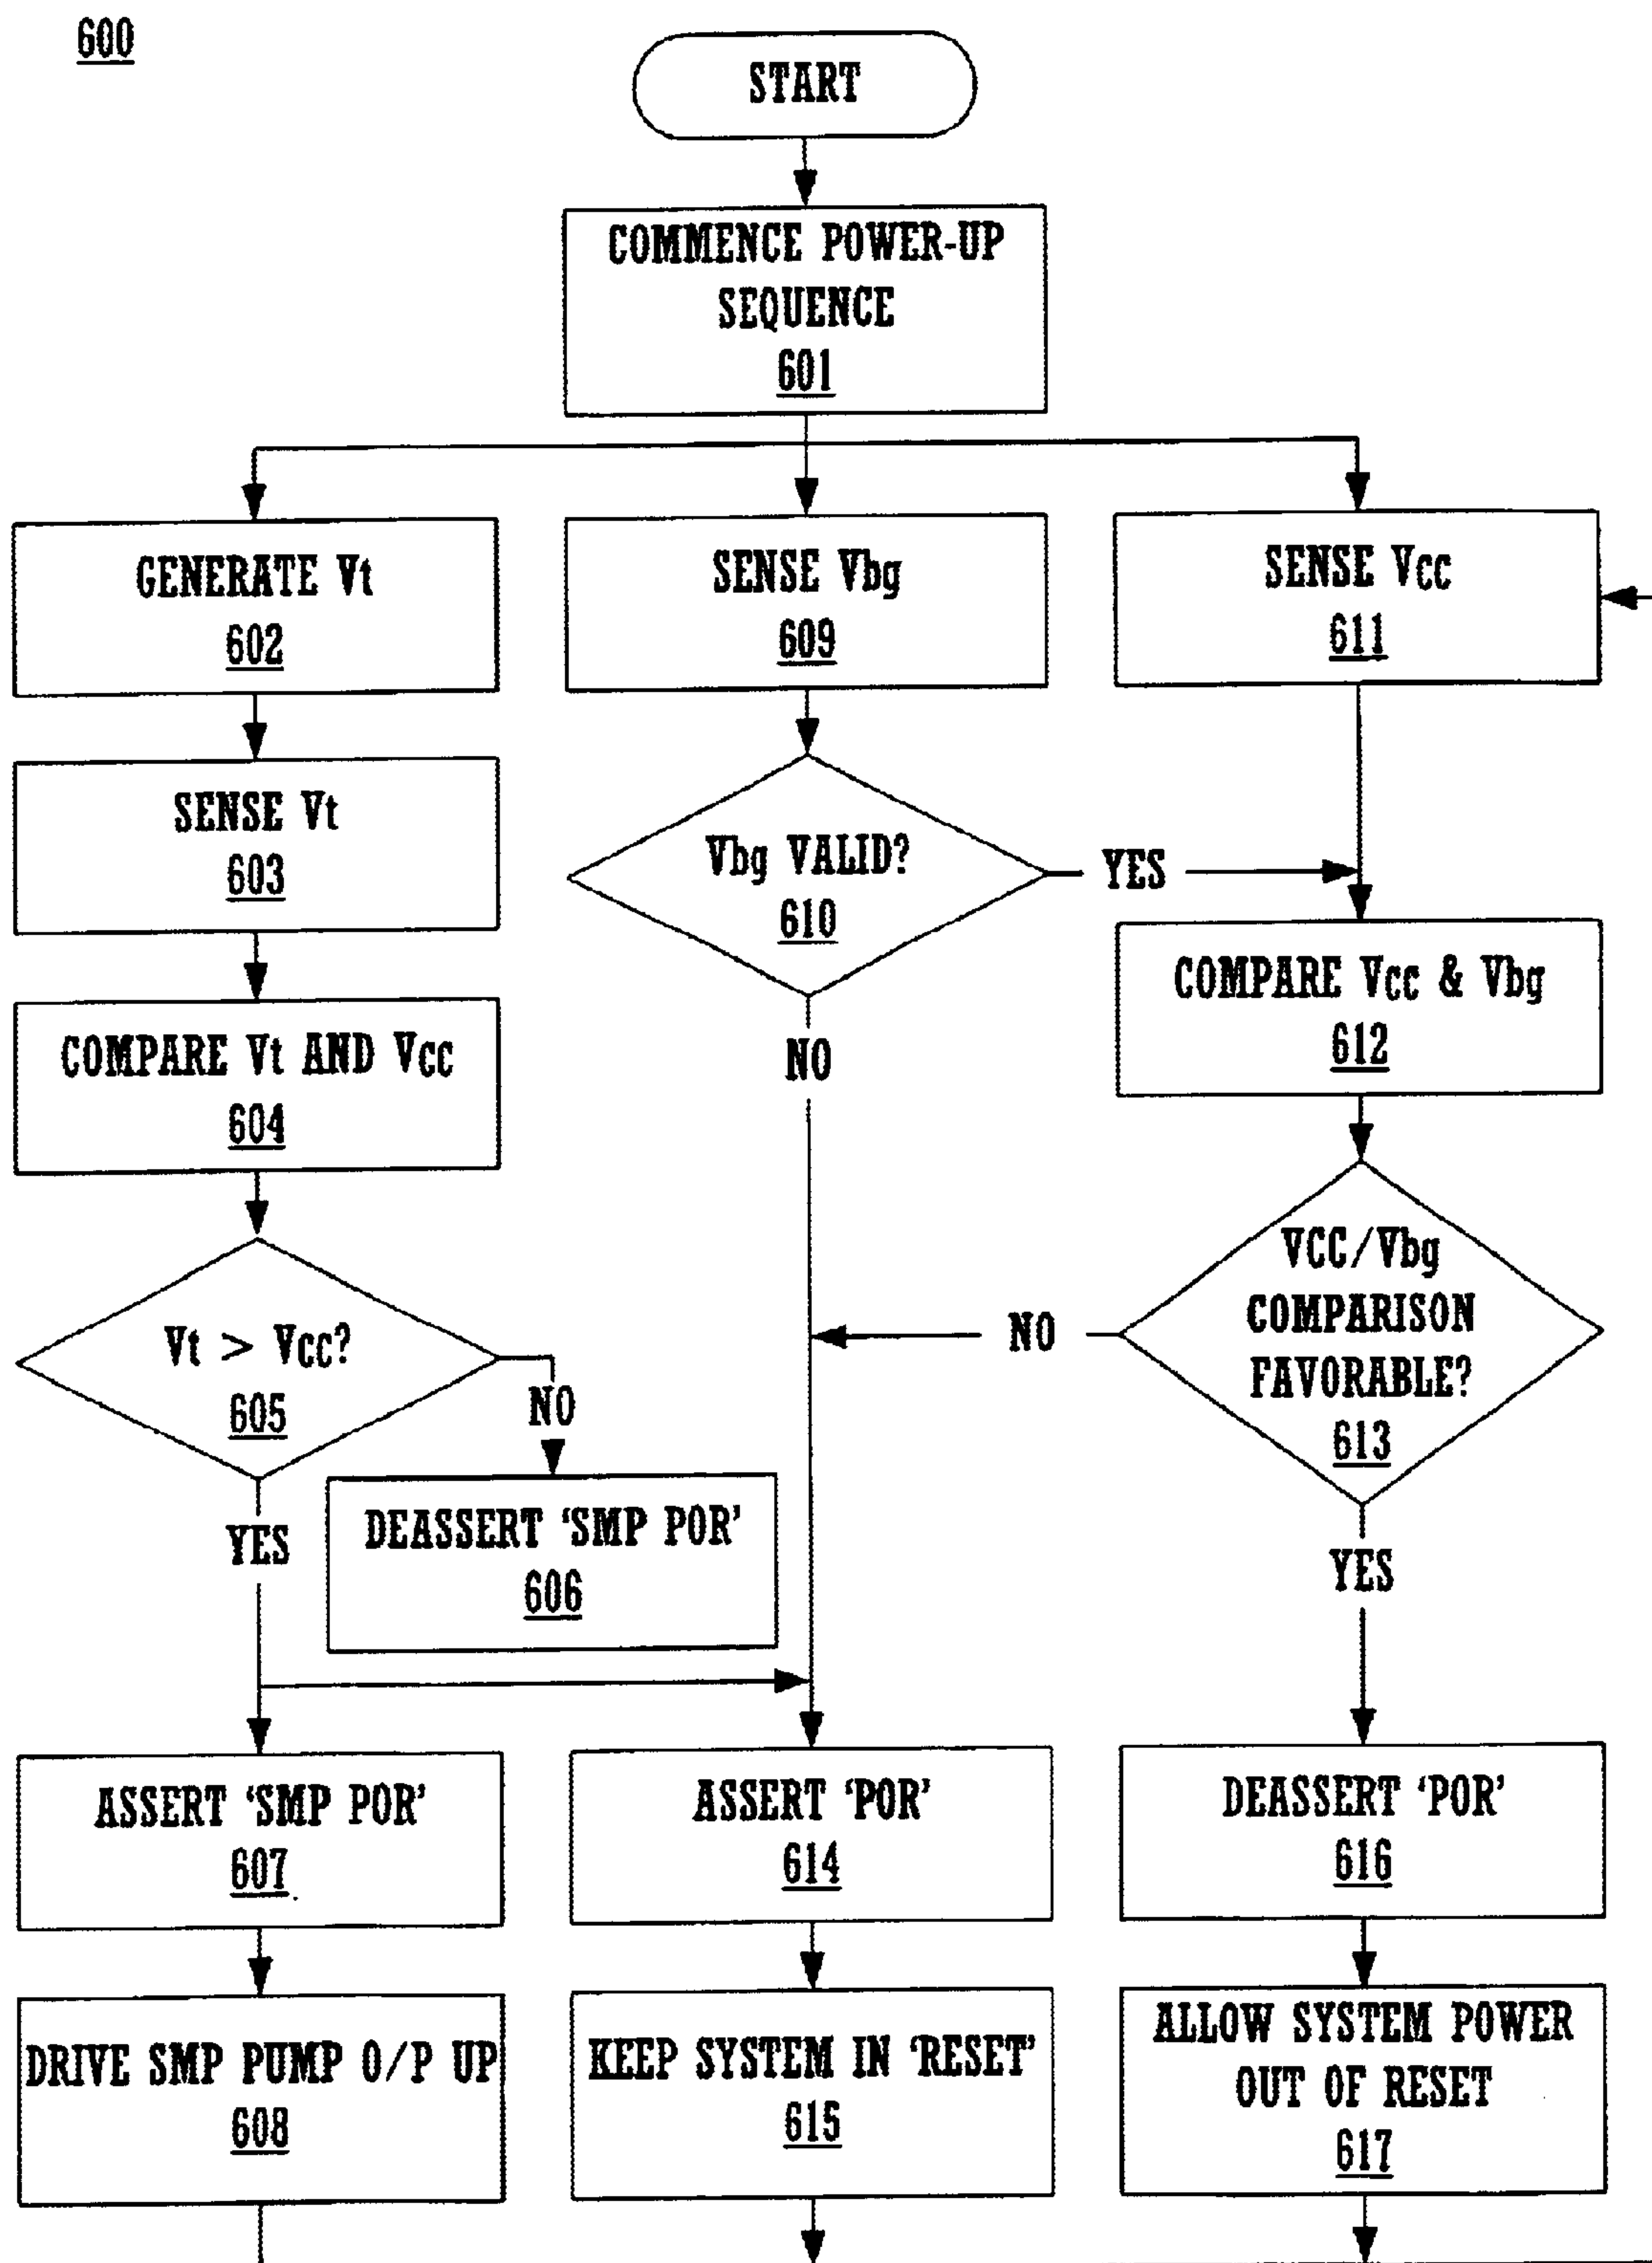 600
START
COMMENCE POWER-UP
SEQUENCE
601
GENERATE Vt
602
SENSE Vbg
609
SENSE Vcc
611
SENSE Vt
603
Vbg VALID?
610
YES
COMPARE Vcc & Vbg
612
NO
COMPARE Vt AND Vcc
604
VCC/Vbg
COMPARISON
FAVORABLE?
613
NO
Vt > Vcc?
605
NO
YES
DEASSERT ‘SMP POR’
606
YES
ASSERT ‘SMP POR’
607
ASSERT ‘POR’
614
DEASSERT ‘POR’
616
DRIVE SMP PUMP O/P UP
608
KEEP SYSTEM IN ‘RESET’
615
ALLOW SYSTEM POWER
OUT OF RESET
617